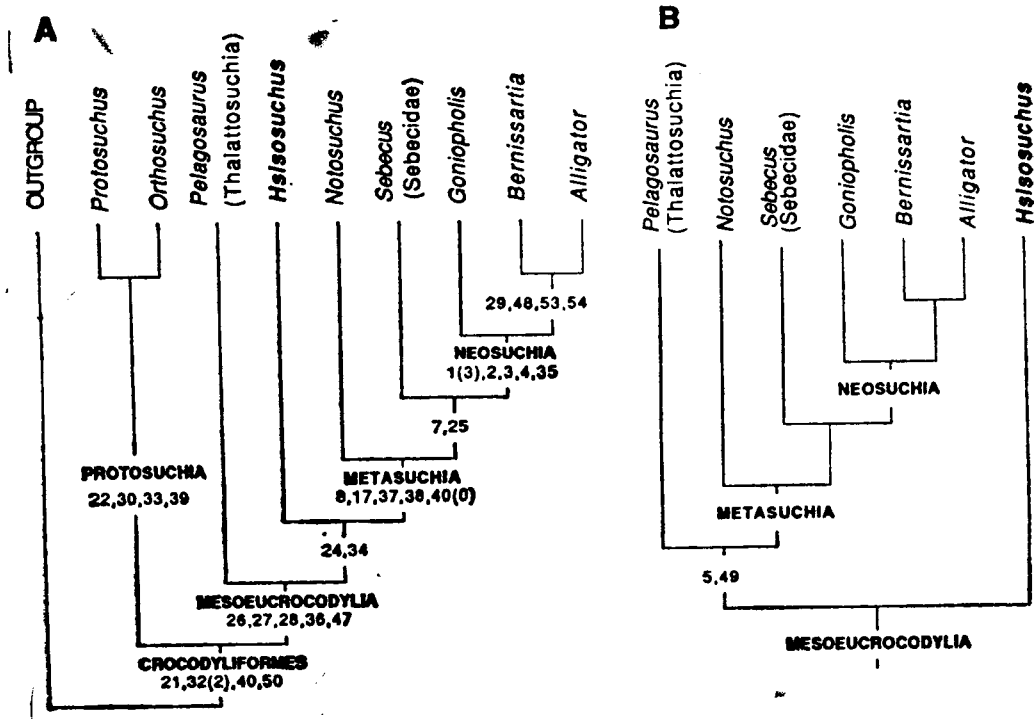 A
B
OUTGROUP
Protosuchus
Orthosuchus
Pelagosaurus
(Thalattosuchia)
Hsisosuchus
Notosuchus
Sebecus
(Sebecidae)
Goniopholis
Bernissartia
Alligator
29,48,53,54
NEOSUCHIA
1(3),2,3,4,35
7,25
METASUCHIA
8,17,37,38,40(0)
PROTOSUCHIA
22,30,33,39
24,34
MESOEUCROCODYLIA
26,27,28,36,47
CROCODYLIFORMES
21,32(2),40,50
Pelagosaurus
(Thalattosuchia)
Notosuchus
Sebecus
(Sebecidae)
Goniopholis
Bernissartia
Alligator
Hsisosuchus
NEOSUCHIA
METASUCHIA
5,49
MESOEUCROCODYLIA